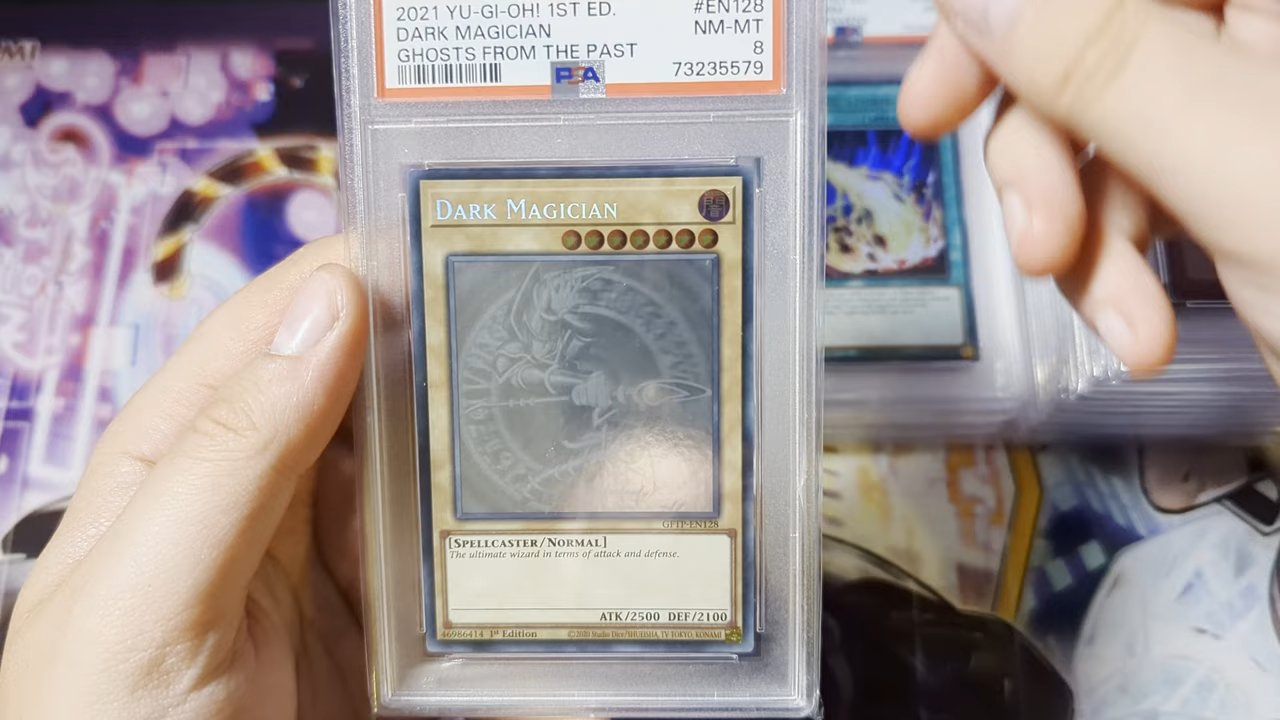 2021 YU-GI-OH! 1ST ED.
#EN128
DARK MAGICIAN
NM-MT
GHOSTS FROM THE PAST
8
PSA
73235579
DARK MAGICIAN
闇
GFTP-EN128
[SPELLCASTER/NORMAL]
The ultimate wizard in terms of attack and defense.
ATK/2500 DEF/2100
46986414 1st Edition
©2020 Studio Dice/SHUEISHA, TV TOKYO, KONAMI